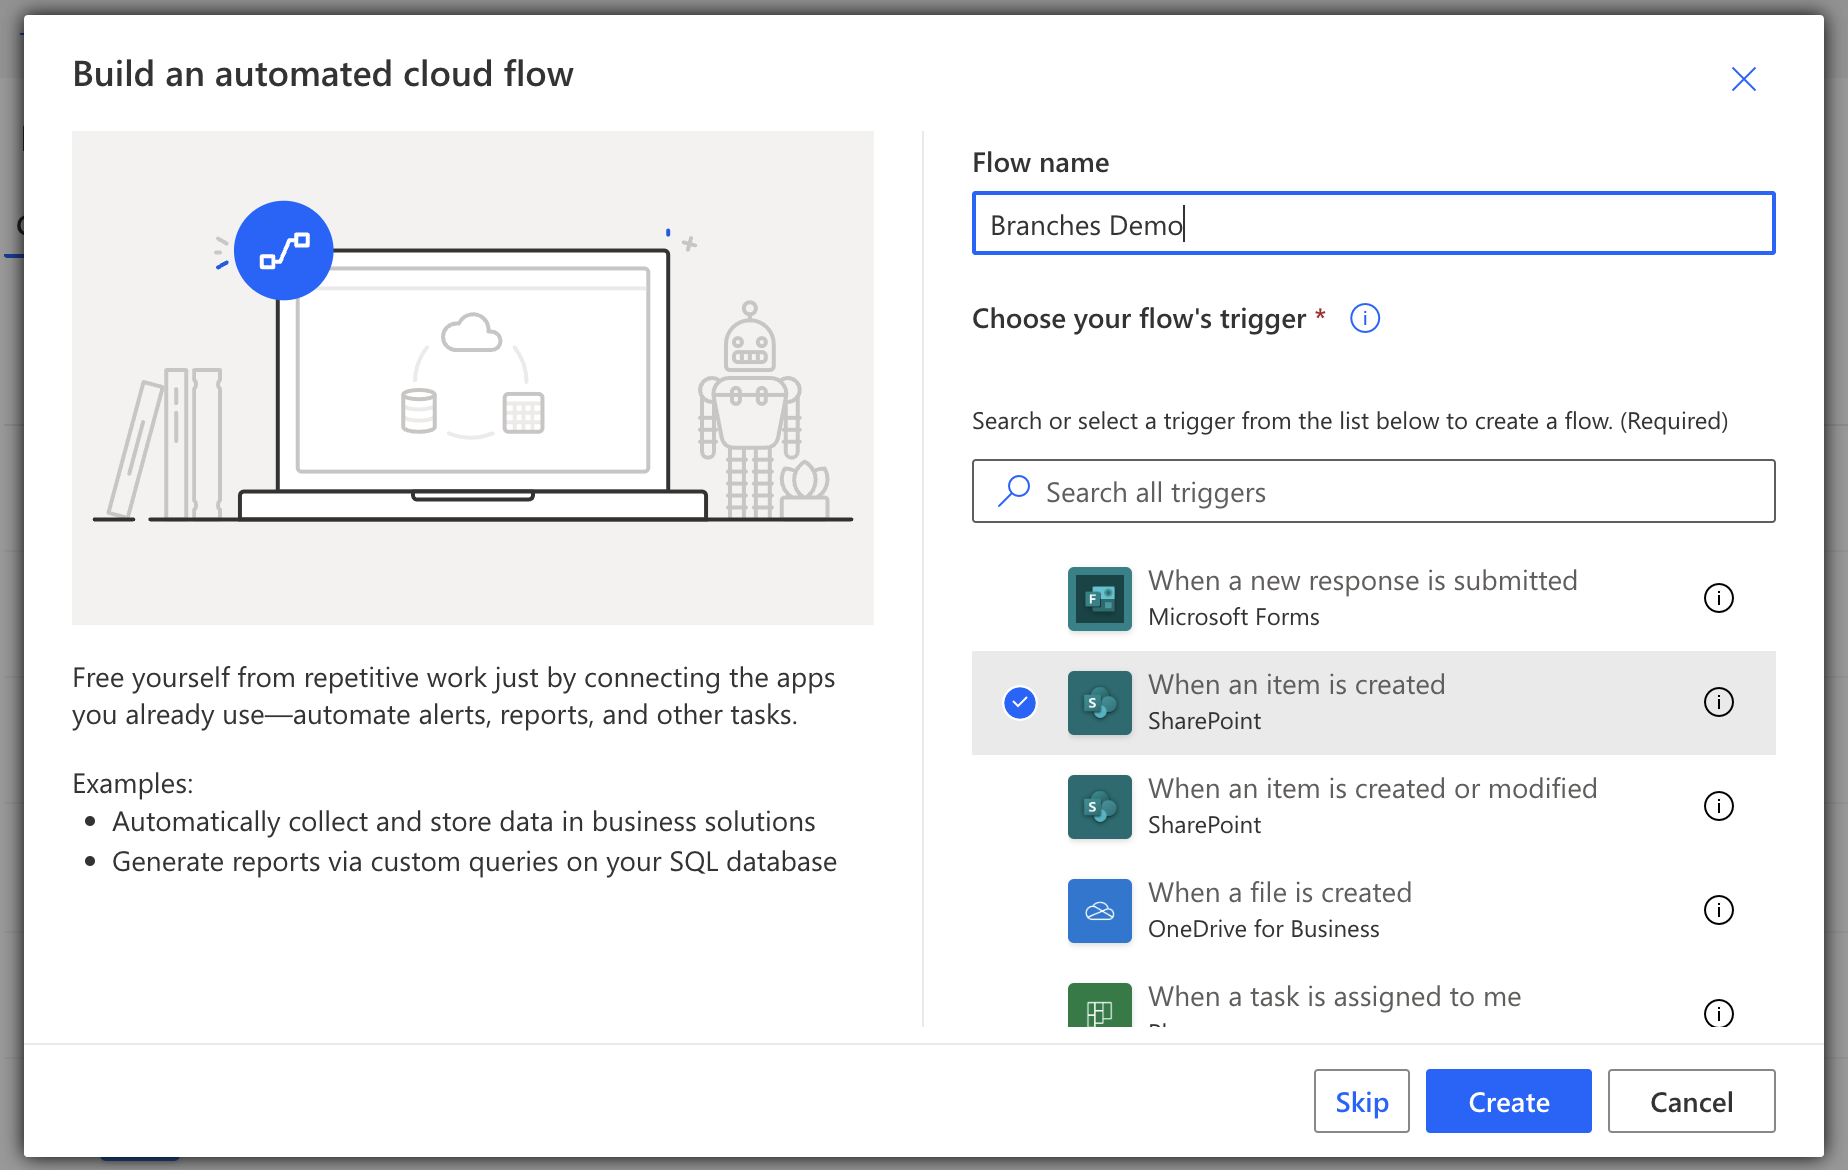 Build an automated cloud flow
Free yourself from repetitive work just by connecting the apps
you already use—automate alerts, reports, and other tasks.
Examples:
• Automatically collect and store data in business solutions
• Generate reports via custom queries on your SQL database
Flow name
Branches Demo
Choose your flow's trigger *
Search or select a trigger from the list below to create a flow. (Required)
Search all triggers
F
When a new response is submitted
Microsoft Forms
S
When an item is created
SharePoint
S
When an item is created or modified
SharePoint
When a file is created
OneDrive for Business
When a task is assigned to me
Skip
Create
Cancel